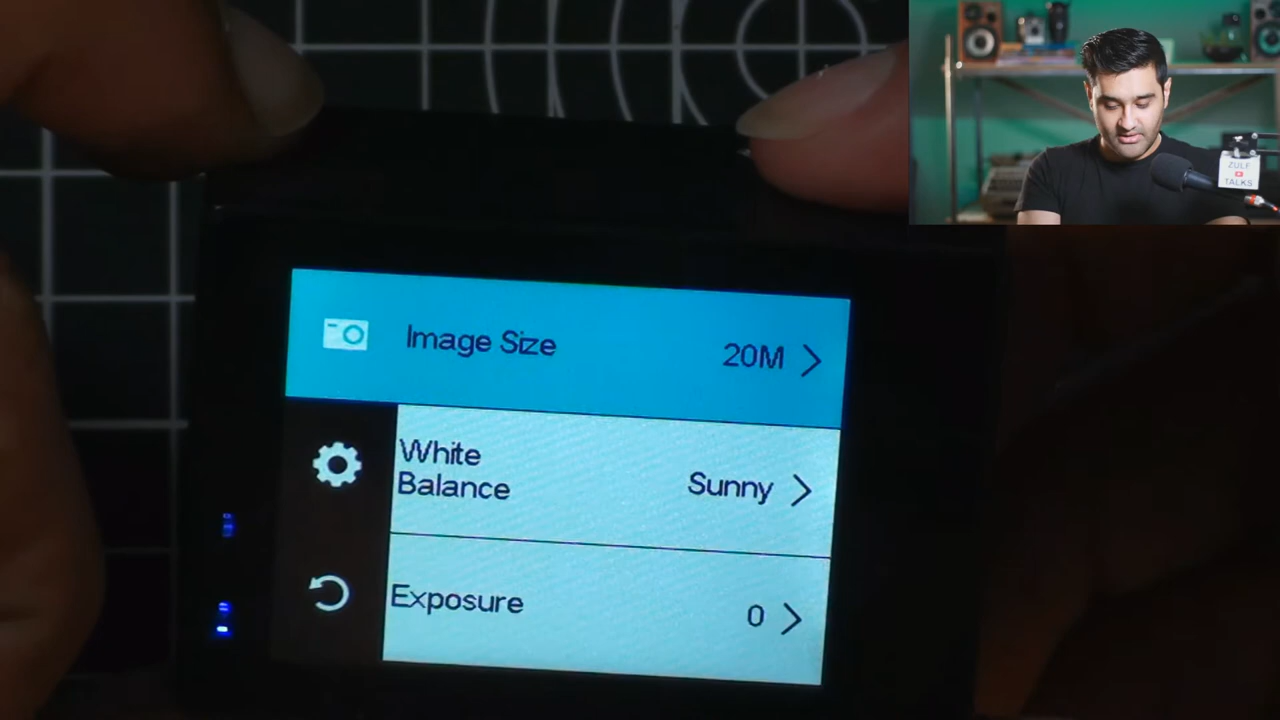 Image Size 20M
White
Balance
Sunny
Exposure 0
ZULF
TALKS